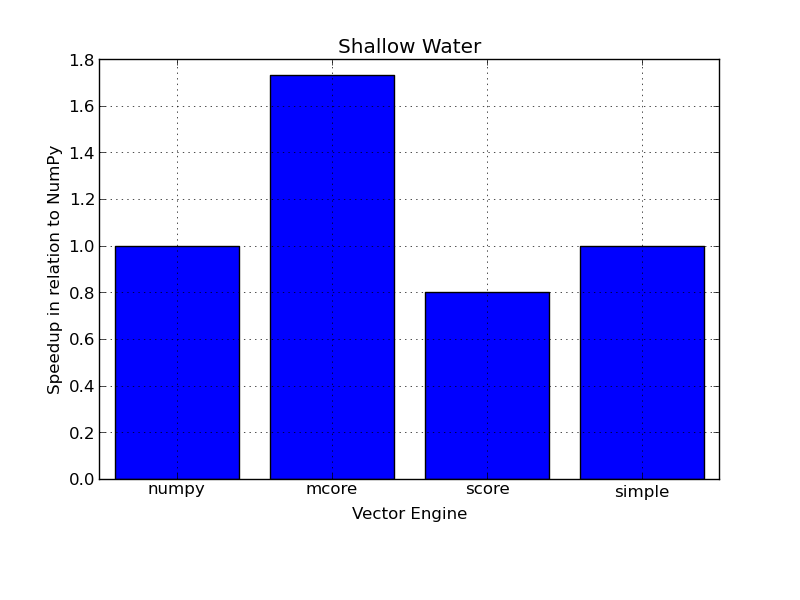 Shallow Water
1.8
1.6
1.4
1.2
1.0
0.8
0.6
0.4
0.2
0.0
Speedup in relation to NumPy
numpy mcore score simple
Vector Engine